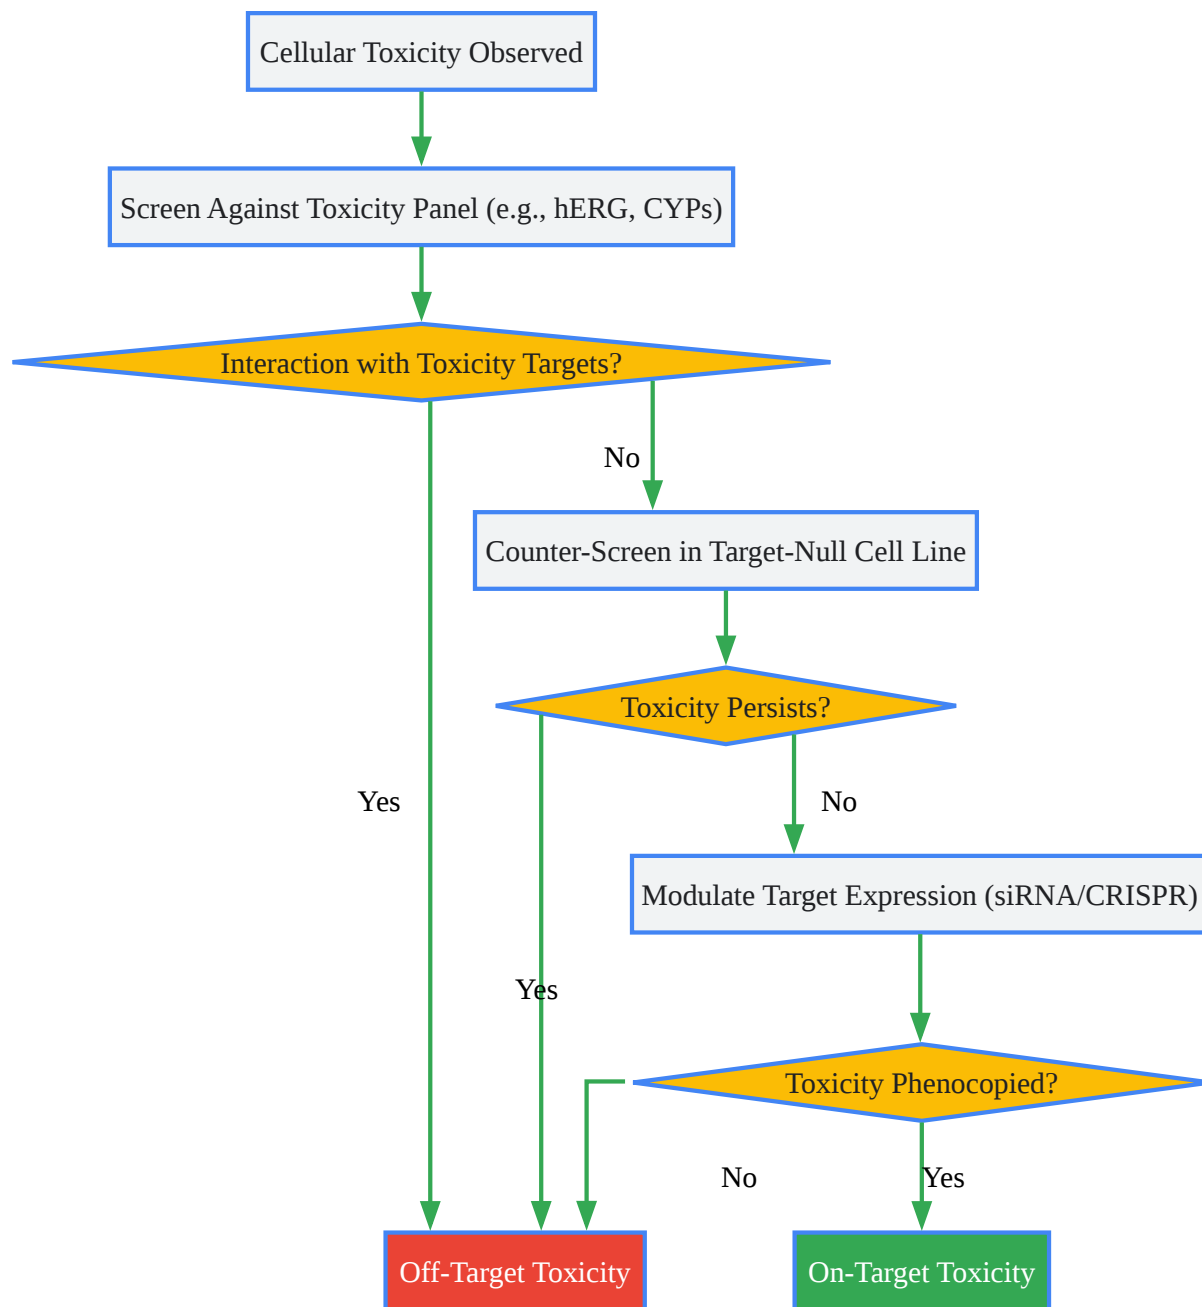 Cellular Toxicity Observed
Screen Against Toxicity Panel (e.g., hERG, CYPs)
Interaction with Toxicity Targets?
No
Counter-Screen in Target-Null Cell Line
Toxicity Persists?
Yes
No
Modulate Target Expression (siRNA/CRISPR)
Yes
Toxicity Phenocopied?
No
Yes
Off-Target Toxicity
On-Target Toxicity